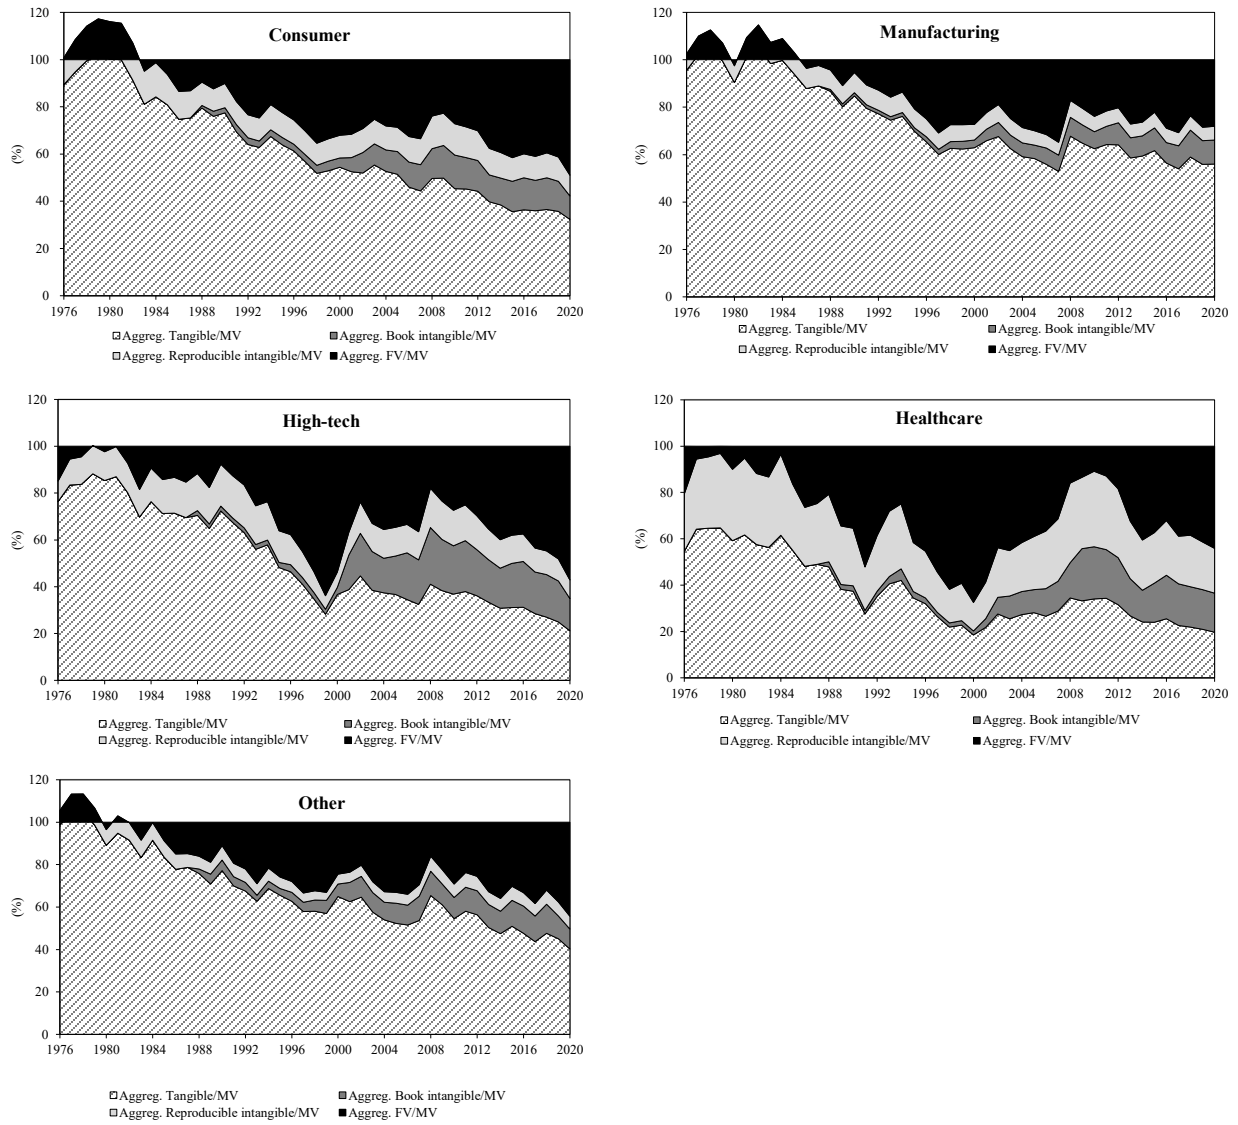 Consumer
120
100
80
60
40
20
0
(%)
1976 1980 1984 1988 1992 1996 2000 2004 2008 2012 2016 2020
Aggreg. Tangible/MV Aggreg. Book intangible/MV
Aggreg. Reproducible intangible/MV Aggreg. FV/MV
Manufacturing
120
100
80
60
40
20
0
(%)
1976 1980 1984 1988 1992 1996 2000 2004 2008 2012 2016 2020
Aggreg. Tangible/MV Aggreg. Book intangible/MV
Aggreg. Reproducible intangible/MV Aggreg. FV/MV
High-tech
120
100
80
60
40
20
0
(%)
1976 1980 1984 1988 1992 1996 2000 2004 2008 2012 2016 2020
Aggreg. Tangible/MV Aggreg. Book intangible/MV
Aggreg. Reproducible intangible/MV Aggreg. FV/MV
Healthcare
120
100
80
60
40
20
0
(%)
1976 1980 1984 1988 1992 1996 2000 2004 2008 2012 2016 2020
Aggreg. Tangible/MV Aggreg. Book intangible/MV
Aggreg. Reproducible intangible/MV Aggreg. FV/MV
Other
120
100
80
60
40
20
0
(%)
1976 1980 1984 1988 1992 1996 2000 2004 2008 2012 2016 2020
Aggreg. Tangible/MV Aggreg. Book intangible/MV
Aggreg. Reproducible intangible/MV Aggreg. FV/MV